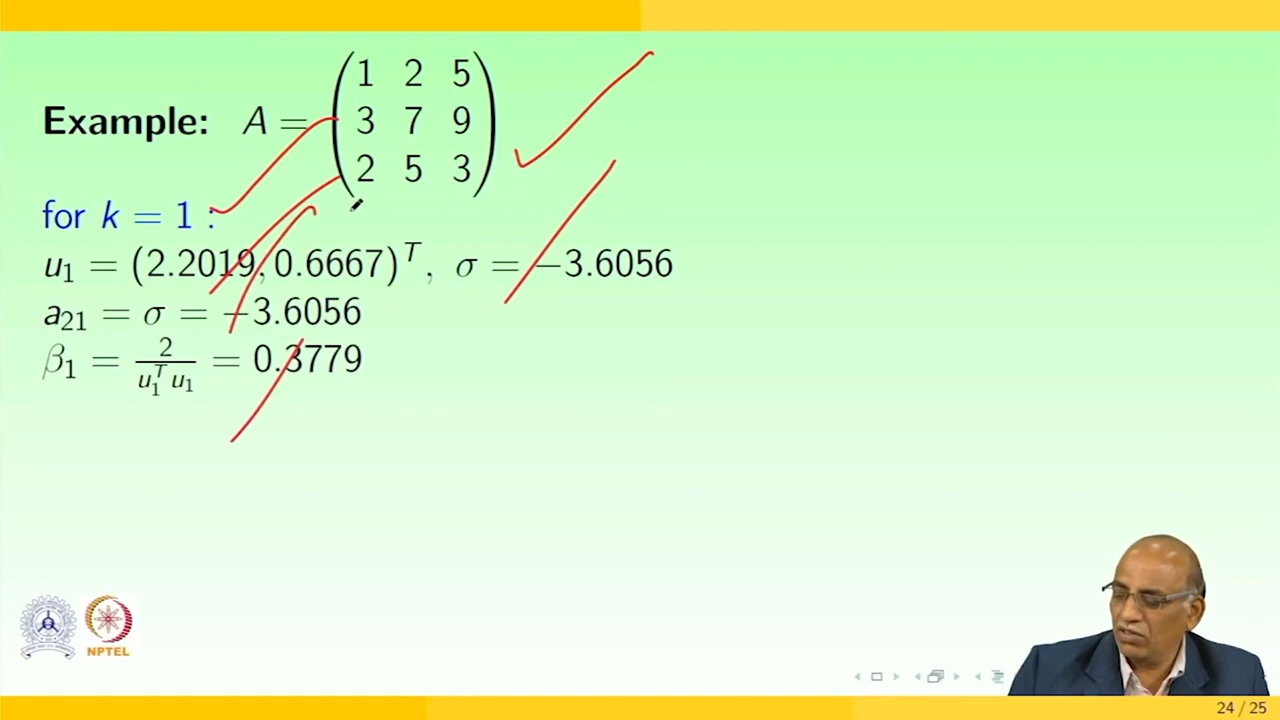 Example: A = ( 1 2 5
3 7 9
2 5 3 )
for k = 1 :
u₁ = (2.2019, 0.6667)ᵀ, σ = −3.6056
a₂₁ = σ = −3.6056
β₁ = 2 / (u₁ᵀ u₁) = 0.3779
NPTEL
24 / 25